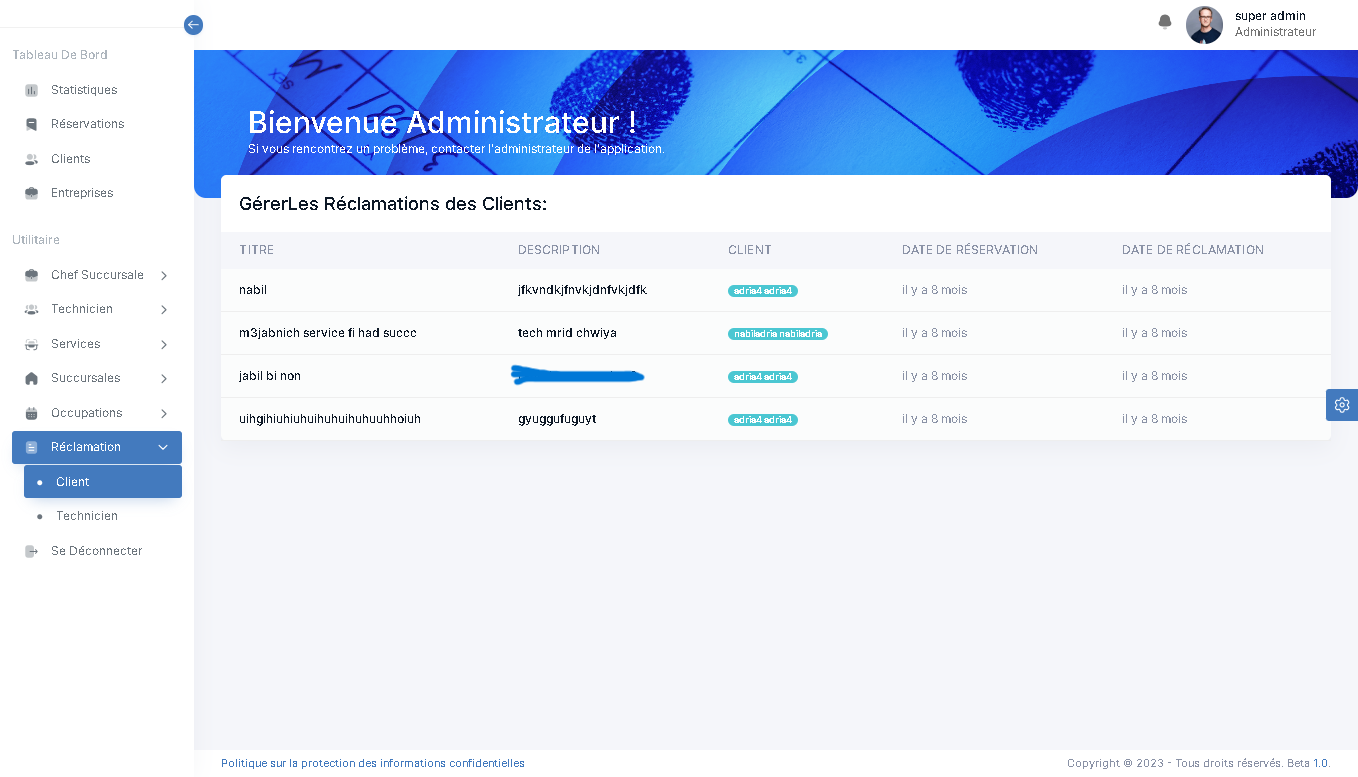 super admin
Administrateur
Tableau De Bord
Statistiques
Réservations
Clients
Entreprises
Utilitaire
Chef Succursale
Technicien
Services
Succursales
Occupations
Réclamation
Client
Technicien
Se Déconnecter
Bienvenue Administrateur !
Si vous rencontrez un problème, contacter l'administrateur de l'application.
GérerLes Réclamations des Clients:
TITRE DESCRIPTION CLIENT DATE DE RÉSERVATION DATE DE RÉCLAMATION
nabil jfkvndkjfnvkjdnfvkjdfk adria4 adria4 il y a 8 mois il y a 8 mois
m3jabnich service fi had succc tech mrid chwiya nabiladria nabiladria il y a 8 mois il y a 8 mois
jabil bi non adria4 adria4 il y a 8 mois il y a 8 mois
uihgihiuhiuhuihuhuihuhuuhhoiuh gyuggufuguyt adria4 adria4 il y a 8 mois il y a 8 mois
Politique sur la protection des informations confidentielles
Copyright © 2023 - Tous droits réservés. Beta 1.0.